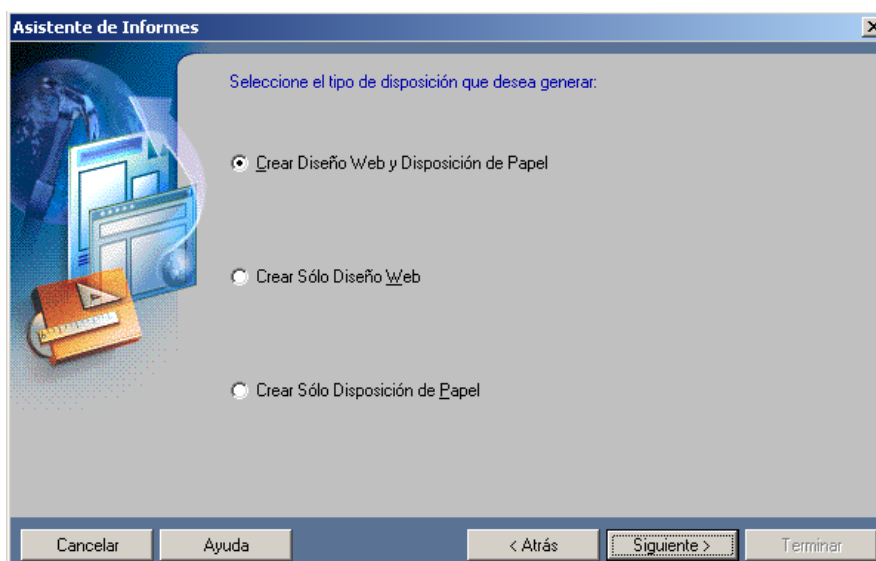 Asistente de Informes
Seleccione el tipo de disposición que desea generar:
Crear Diseño Web y Disposición de Papel
Crear Sólo Diseño Web
Crear Sólo Disposición de Papel
Cancelar Ayuda < Atrás Siguiente > Terminar